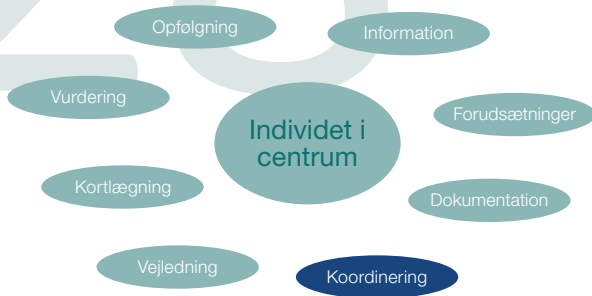 Opfølgning
Information
Vurdering
Forudsætninger
Individet i
centrum
Kortlægning
Dokumentation
Vejledning
Koordinering